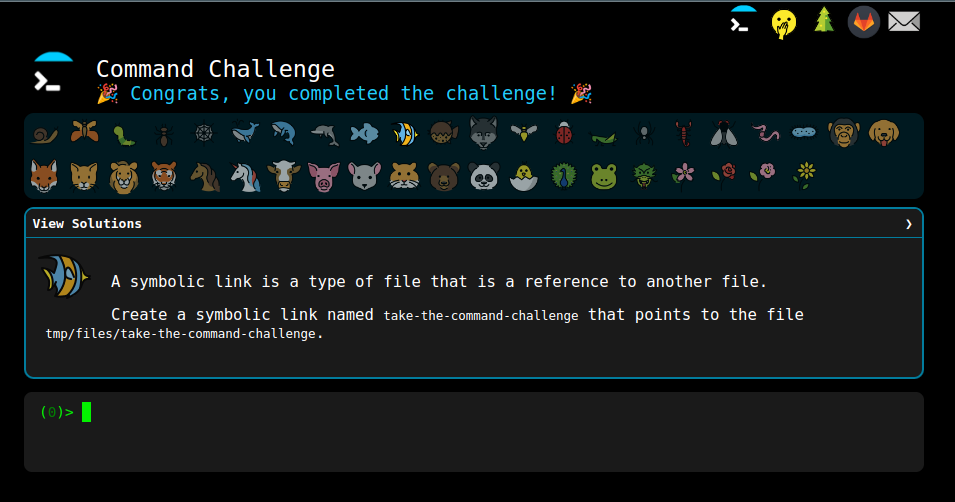 Command Challenge
🎉 Congrats, you completed the challenge! 🎉
View Solutions ❯
A symbolic link is a type of file that is a reference to another file.
Create a symbolic link named take-the-command-challenge that points to the file
tmp/files/take-the-command-challenge.
(0)>